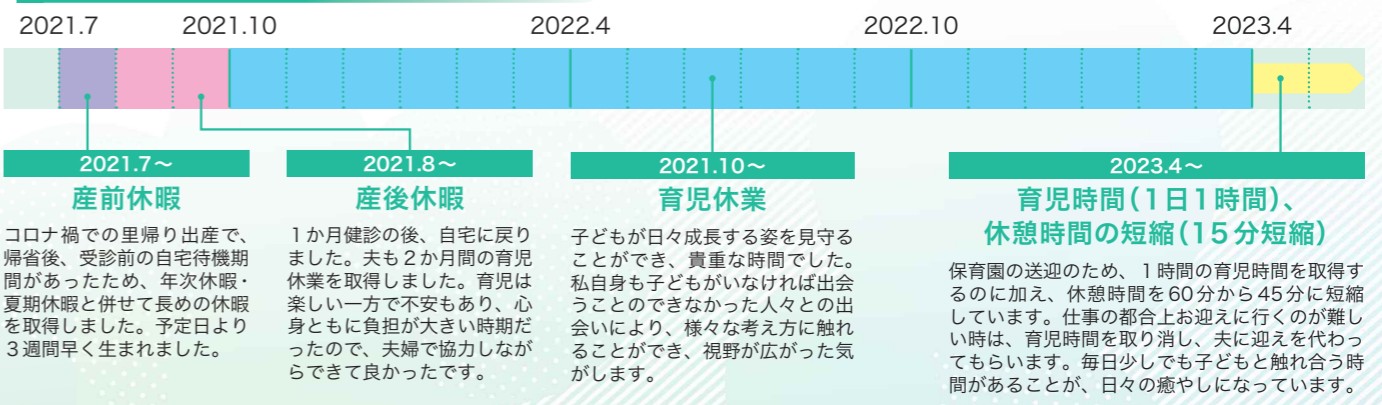 2021.7
2021.10
2022.4
2022.10
2023.4
2021.7～
産前休暇
コロナ禍での里帰り出産で、
帰省後、受診前の自宅待機期
間があったため、年次休暇・
夏期休暇と併せて長めの休暇
を取得しました。予定日より
３週間早く生まれました。
2021.8～
産後休暇
１か月健診の後、自宅に戻り
ました。夫も２か月間の育児
休業を取得しました。育児は
楽しい一方で不安もあり、心
身ともに負担が大きい時期だ
ったので、夫婦で協力しなが
らできて良かったです。
2021.10～
育児休業
子どもが日々成長する姿を見守る
ことができ、貴重な時間でした。
私自身も子どもがいなければ出会
うことのできなかった人々との出
会いにより、様々な考え方に触れ
ることができ、視野が広がった気
がします。
2023.4～
育児時間（1日1時間）、
休憩時間の短縮（15分短縮）
保育園の送迎のため、１時間の育児時間を取得す
るのに加え、休憩時間を60分から45分に短縮
しています。仕事の都合上お迎えに行くのが難し
い時は、育児時間を取り消し、夫に迎えを代わっ
てもらいます。毎日少しでも子どもと触れ合う時
間があることが、日々の癒やしになっています。